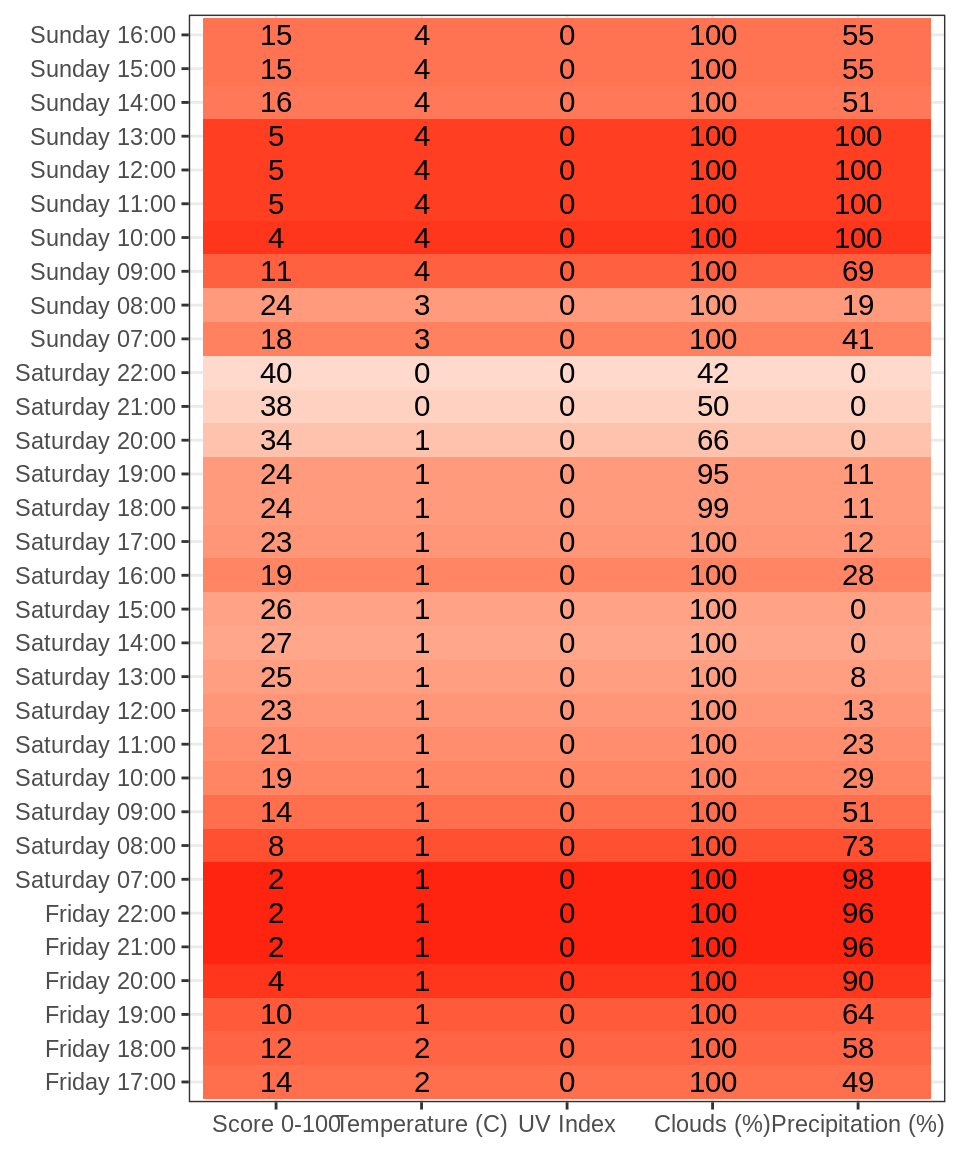 Sunday 16:00 15 4 0 100 55
Sunday 15:00 15 4 0 100 55
Sunday 14:00 16 4 0 100 51
Sunday 13:00 5 4 0 100 100
Sunday 12:00 5 4 0 100 100
Sunday 11:00 5 4 0 100 100
Sunday 10:00 4 4 0 100 100
Sunday 09:00 11 4 0 100 69
Sunday 08:00 24 3 0 100 19
Sunday 07:00 18 3 0 100 41
Saturday 22:00 40 0 0 42 0
Saturday 21:00 38 0 0 50 0
Saturday 20:00 34 1 0 66 0
Saturday 19:00 24 1 0 95 11
Saturday 18:00 24 1 0 99 11
Saturday 17:00 23 1 0 100 12
Saturday 16:00 19 1 0 100 28
Saturday 15:00 26 1 0 100 0
Saturday 14:00 27 1 0 100 0
Saturday 13:00 25 1 0 100 8
Saturday 12:00 23 1 0 100 13
Saturday 11:00 21 1 0 100 23
Saturday 10:00 19 1 0 100 29
Saturday 09:00 14 1 0 100 51
Saturday 08:00 8 1 0 100 73
Saturday 07:00 2 1 0 100 98
Friday 22:00 2 1 0 100 96
Friday 21:00 2 1 0 100 96
Friday 20:00 4 1 0 100 90
Friday 19:00 10 1 0 100 64
Friday 18:00 12 2 0 100 58
Friday 17:00 14 2 0 100 49
Score 0-100 Temperature (C) UV Index Clouds (%) Precipitation (%)